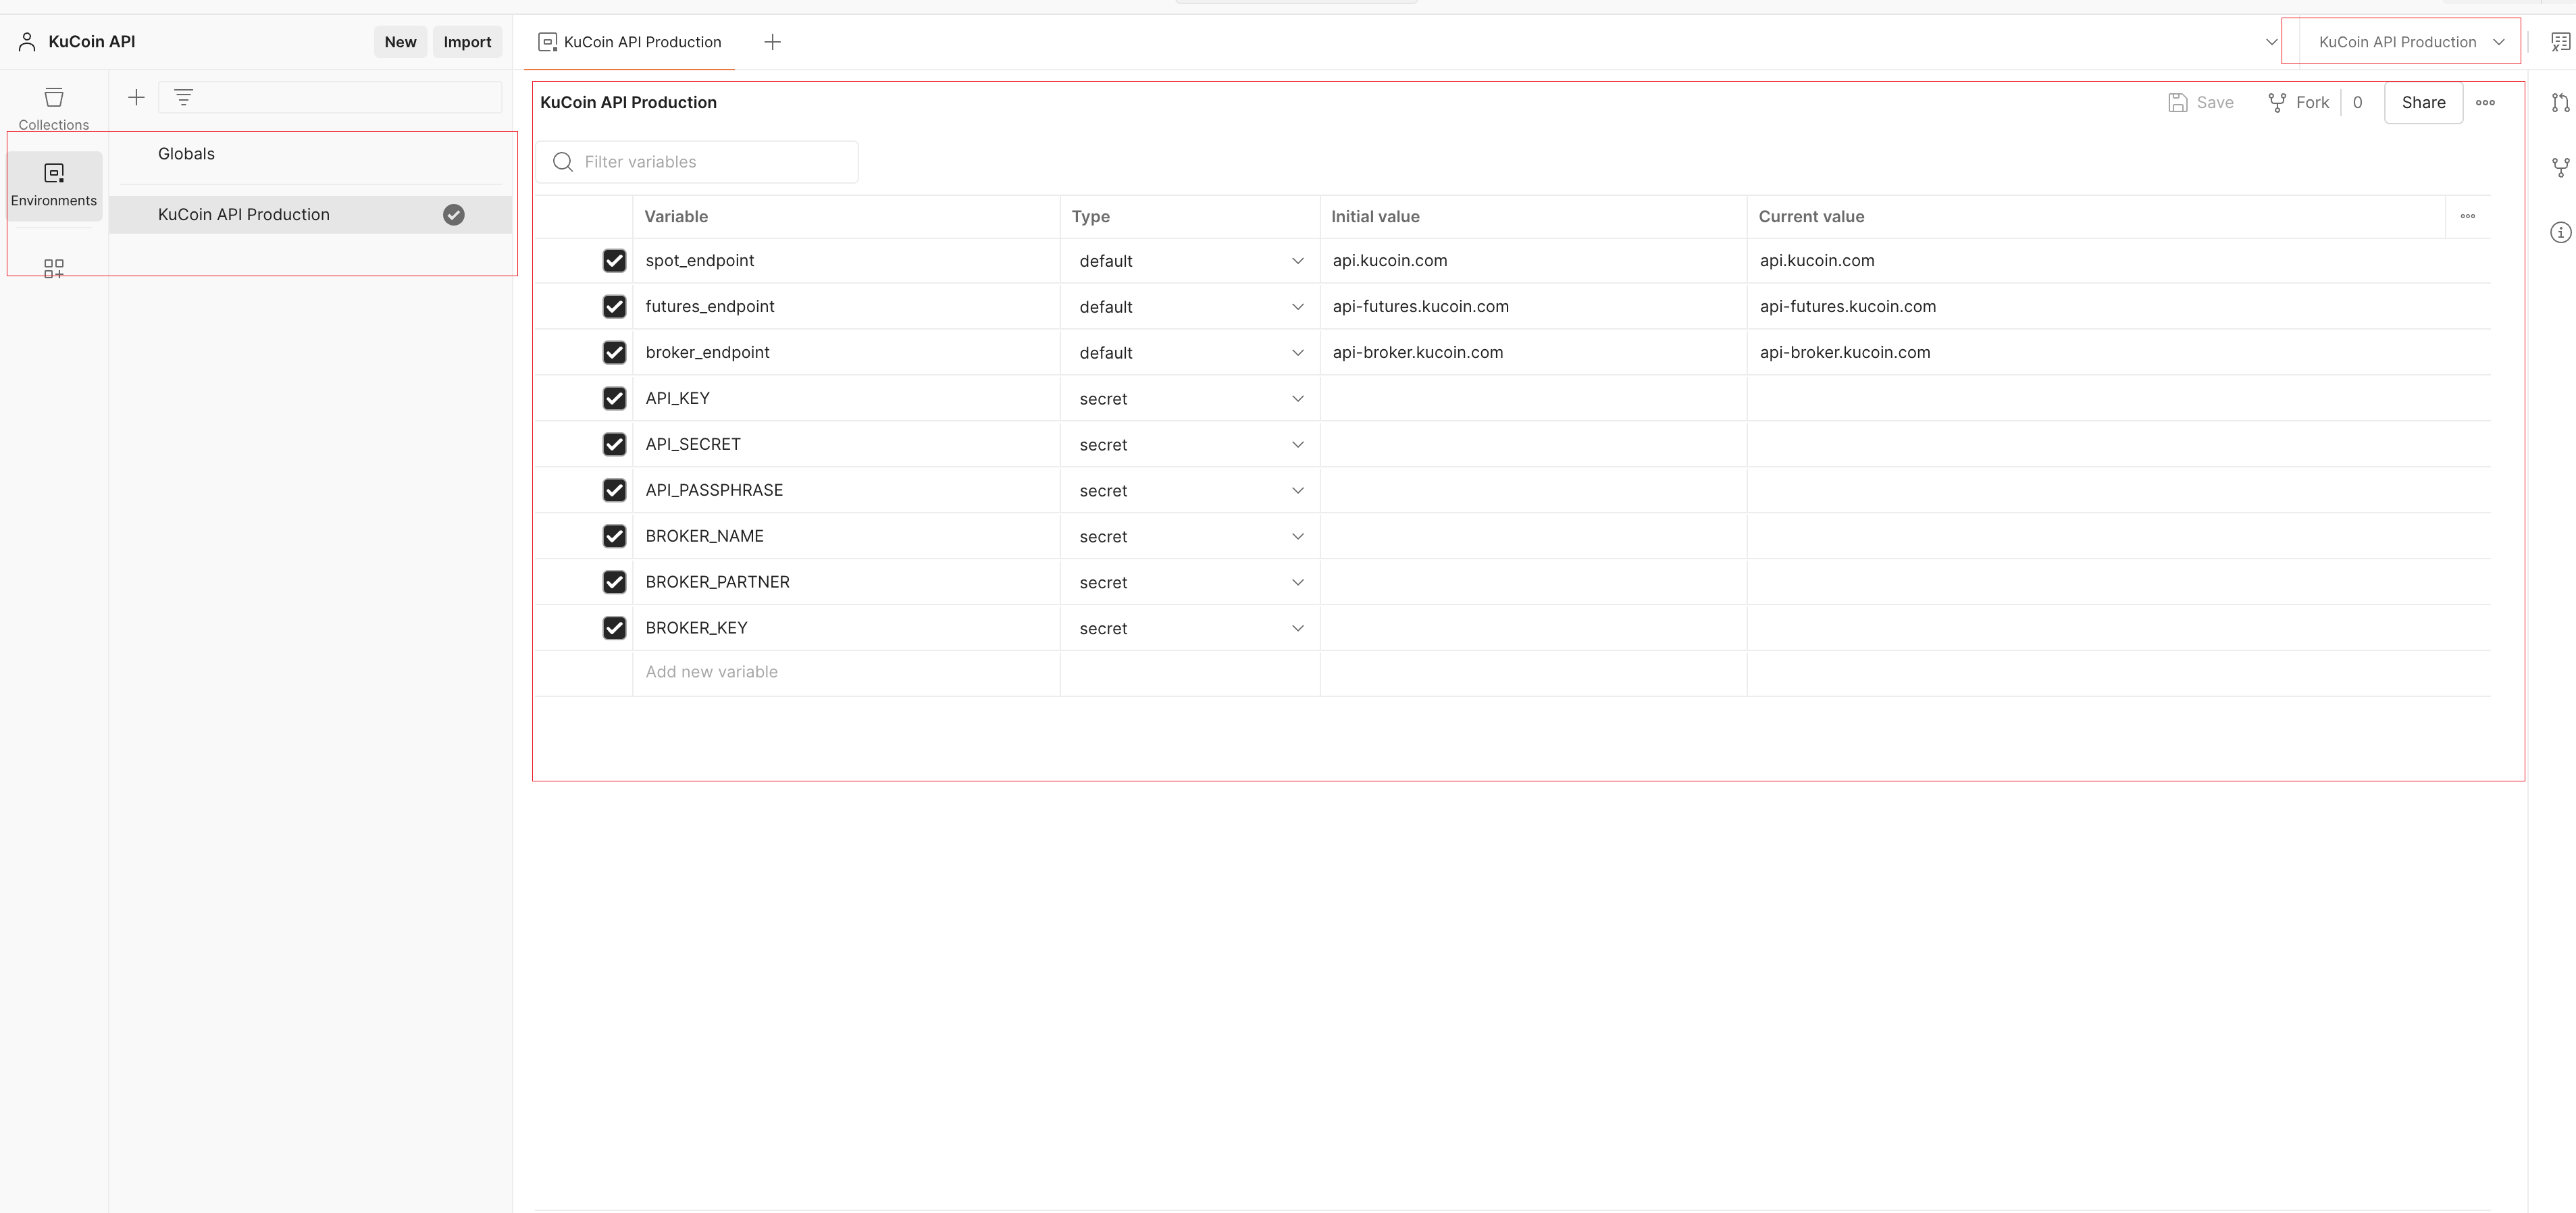 KuCoin API
New
Import
KuCoin API Production
KuCoin API Production
Collections
Environments
Globals
KuCoin API Production
KuCoin API Production
Save
Fork
0
Share
Filter variables
Variable Type Initial value Current value
spot_endpoint default api.kucoin.com api.kucoin.com
futures_endpoint default api-futures.kucoin.com api-futures.kucoin.com
broker_endpoint default api-broker.kucoin.com api-broker.kucoin.com
API_KEY secret
API_SECRET secret
API_PASSPHRASE secret
BROKER_NAME secret
BROKER_PARTNER secret
BROKER_KEY secret
Add new variable